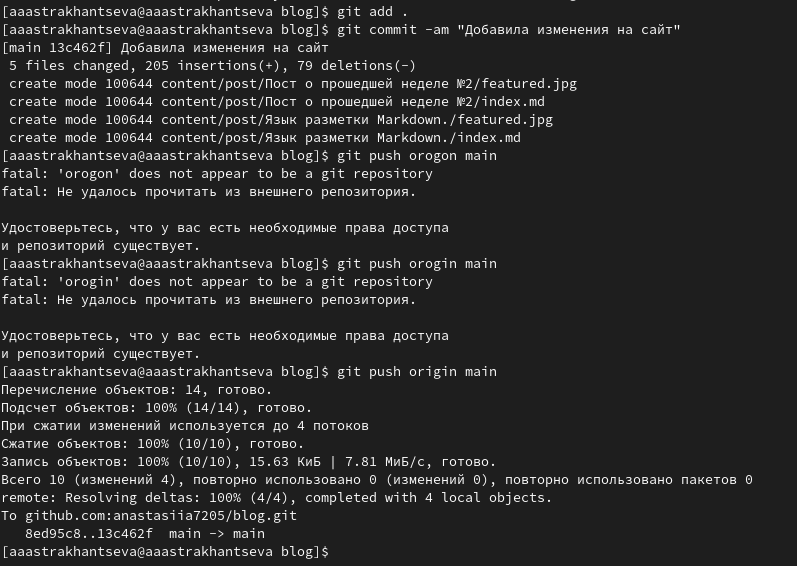 [aaastrakhantseva@aaastrakhantseva blog]$ git add .
[aaastrakhantseva@aaastrakhantseva blog]$ git commit -am "Добавила изменения на сайт"
[main 13c462f] Добавила изменения на сайт
 5 files changed, 205 insertions(+), 79 deletions(-)
 create mode 100644 content/post/Пост о прошедшей неделе №2/featured.jpg
 create mode 100644 content/post/Пост о прошедшей неделе №2/index.md
 create mode 100644 content/post/Язык разметки Markdown./featured.jpg
 create mode 100644 content/post/Язык разметки Markdown./index.md
[aaastrakhantseva@aaastrakhantseva blog]$ git push orogon main
fatal: 'orogon' does not appear to be a git repository
fatal: Не удалось прочитать из внешнего репозитория.

Удостоверьтесь, что у вас есть необходимые права доступа
и репозиторий существует.
[aaastrakhantseva@aaastrakhantseva blog]$ git push orogin main
fatal: 'orogin' does not appear to be a git repository
fatal: Не удалось прочитать из внешнего репозитория.

Удостоверьтесь, что у вас есть необходимые права доступа
и репозиторий существует.
[aaastrakhantseva@aaastrakhantseva blog]$ git push origin main
Перечисление объектов: 14, готово.
Подсчет объектов: 100% (14/14), готово.
При сжатии изменений используется до 4 потоков
Сжатие объектов: 100% (10/10), готово.
Запись объектов: 100% (10/10), 15.63 КиБ | 7.81 МиБ/с, готово.
Всего 10 (изменений 4), повторно использовано 0 (изменений 0), повторно использовано пакетов 0
remote: Resolving deltas: 100% (4/4), completed with 4 local objects.
To github.com:anastasiia7205/blog.git
   8ed95c8..13c462f  main -> main
[aaastrakhantseva@aaastrakhantseva blog]$